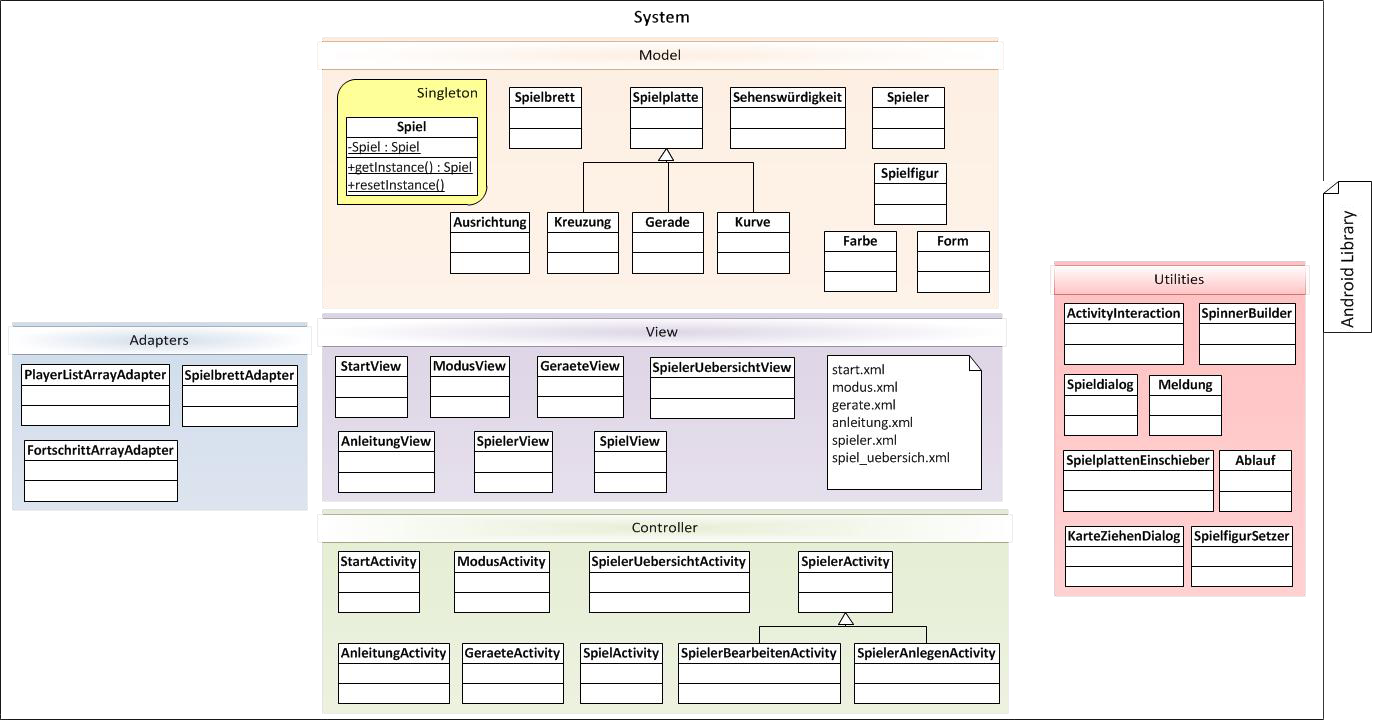 System
Model
Singleton
Spiel
-Spiel : Spiel
+getInstance() : Spiel
+resetInstance()
Spielbrett
Spielplatte
Sehenswürdigkeit
Spieler
Spielfigur
Ausrichtung
Kreuzung
Gerade
Kurve
Farbe
Form
Adapters
PlayerListArrayAdapter
SpielbrettAdapter
FortschrittArrayAdapter
View
StartView
ModusView
GeraeteView
SpielerUebersichtView
AnleitungView
SpielerView
SpielView
start.xml
modus.xml
gerate.xml
anleitung.xml
spieler.xml
spiel_uebersich.xml
Controller
StartActivity
ModusActivity
SpielerUebersichtActivity
SpielerActivity
AnleitungActivity
GeraeteActivity
SpielActivity
SpielerBearbeitenActivity
SpielerAnlegenActivity
Utilities
ActivityInteraction
SpinnerBuilder
Spieldialog
Meldung
SpielplattenEinschieber
Ablauf
KarteZiehenDialog
SpielfigurSetzer
Android Library